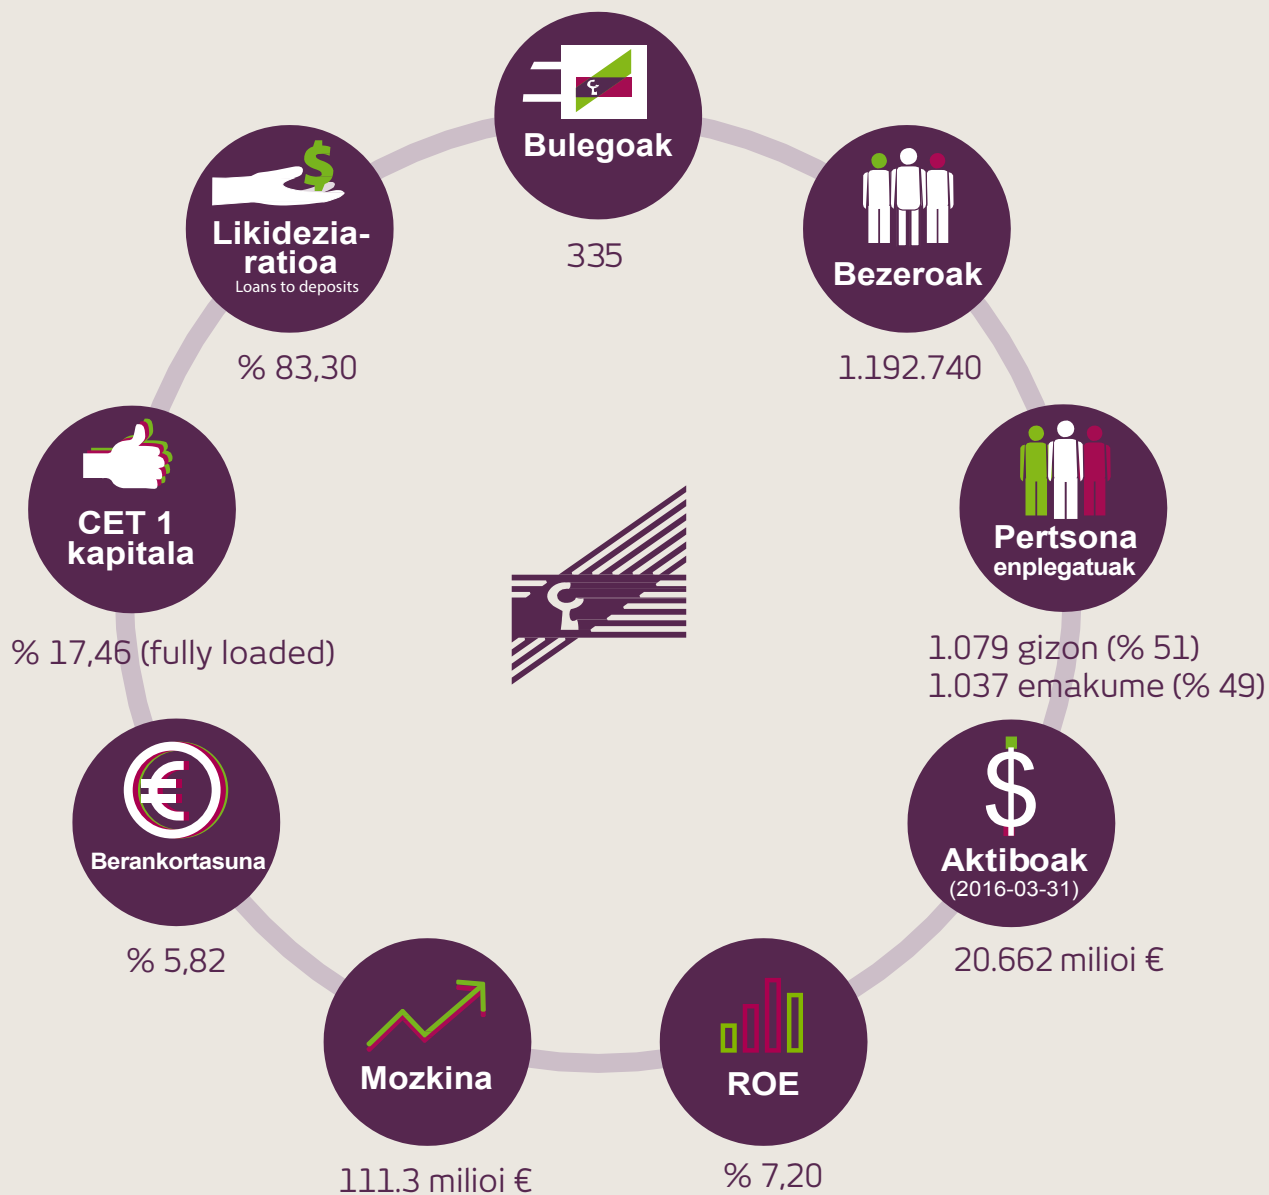 Bulegoak
335
Bezeroak
1.192.740
Pertsona
enplegatuak
1.079 gizon (% 51)
1.037 emakume (% 49)
$
Aktiboak
(2016-03-31)
20.662 milioi €
ROE
% 7,20
Mozkina
111.3 milioi €
€
Berankortasuna
% 5,82
CET 1
kapitala
% 17,46 (fully loaded)
$
Likidezia-
ratioa
Loans to deposits
% 83,30